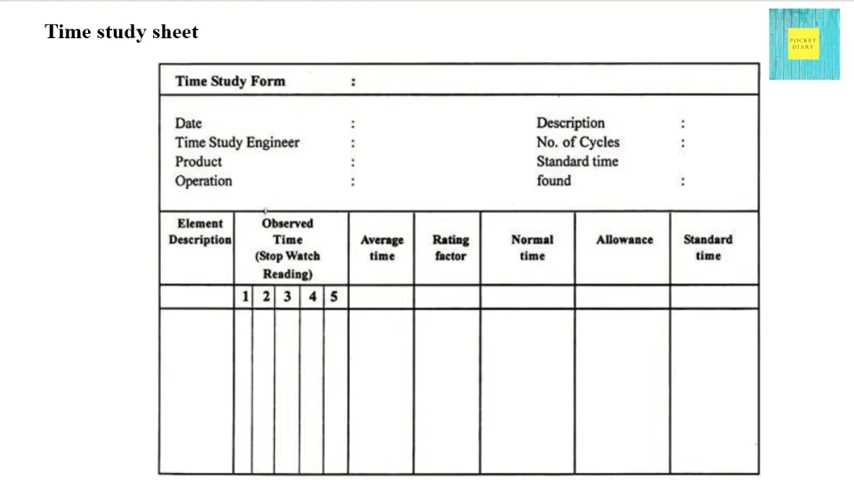 Time study sheet
POCKET
DIARY
Time Study Form :
Date : Description :
Time Study Engineer : No. of Cycles :
Product : Standard time
Operation : found :
Element Description
Observed Time (Stop Watch Reading)
Average time
Rating factor
Normal time
Allowance
Standard time
1 2 3 4 5